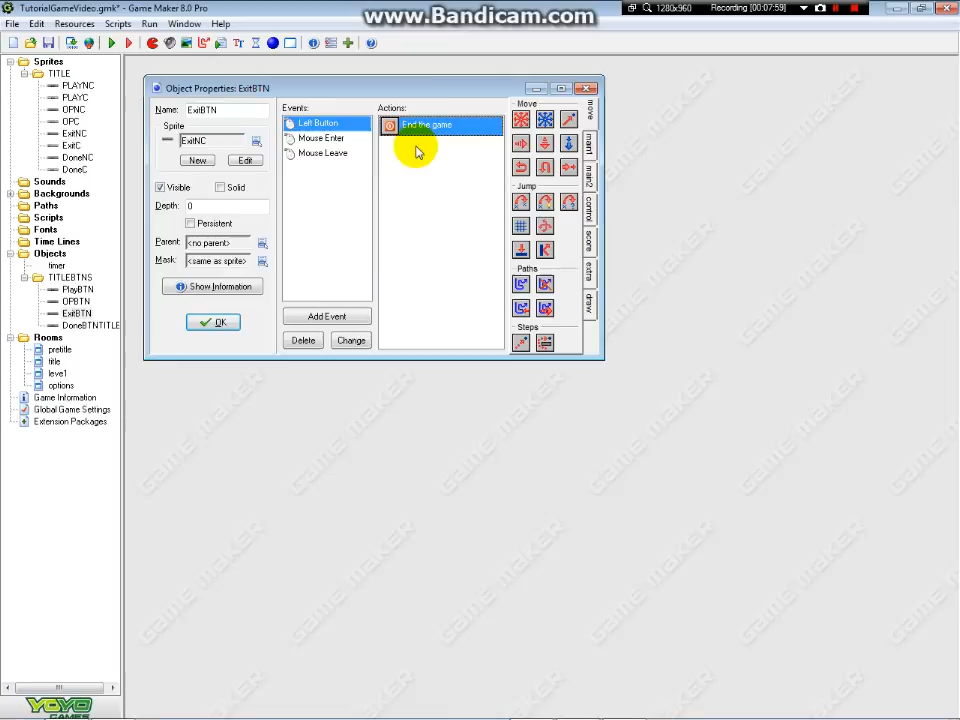 TutorialGameVideo.gmk* - Game Maker 8.0 Pro
www.Bandicam.com
1280x960
Recording [00:07:59]
File Edit Resources Scripts Run Window Help
Sprites
TITLE
PLAYNC
PLAYC
OPNC
OPC
ExitNC
ExitC
DoneNC
DoneC
Sounds
Backgrounds
Paths
Scripts
Fonts
Time Lines
Objects
timer
TITLEBTNS
PlayBTN
OPBTN
ExitBTN
DoneBTNTITLE
Rooms
pretitle
title
leve1
options
Game Information
Global Game Settings
Extension Packages
YOYO
GAMES
Object Properties: ExitBTN
Name: ExitBTN
Sprite
ExitNC
New Edit
Visible Solid
Depth: 0
Persistent
Parent: <no parent>
Mask: <same as sprite>
Show Information
OK
Events:
Left Button
Mouse Enter
Mouse Leave
Add Event
Delete Change
Actions:
End the game
Move
Jump
Paths
Steps
move
main1
main2
control
score
extra
draw
GAME MAKER